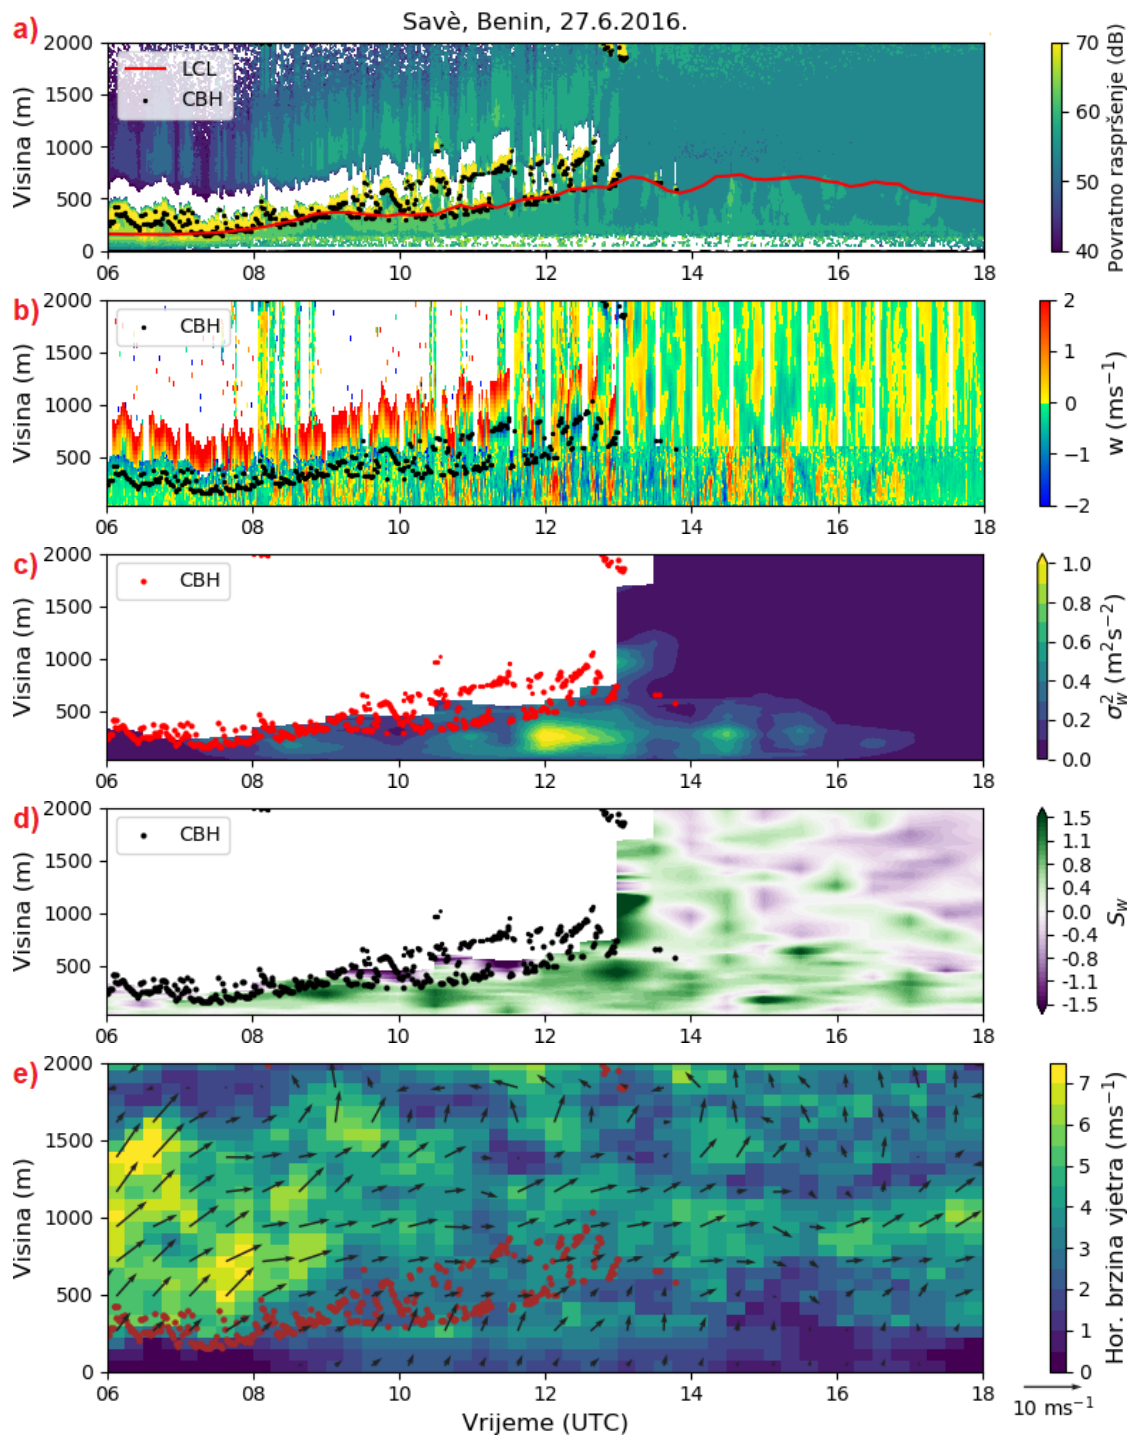 Savè, Benin, 27.6.2016.
a)
2000
1500
1000
500
0
Visina (m)
LCL
CBH
06 08 10 12 14 16 18
70
60
50
40
Povratno raspršenje (dB)
b)
2000
1500
1000
500
Visina (m)
CBH
06 08 10 12 14 16 18
2
1
0
−1
−2
w (ms⁻¹)
c)
2000
1500
1000
500
Visina (m)
CBH
06 08 10 12 14 16 18
1.0
0.8
0.6
0.4
0.2
0.0
σ²w (m²s⁻²)
d)
2000
1500
1000
500
Visina (m)
CBH
06 08 10 12 14 16 18
1.5
1.1
0.8
0.4
0.0
-0.4
-0.8
-1.1
-1.5
Sw
e)
2000
1500
1000
500
0
Visina (m)
06 08 10 12 14 16 18
Vrijeme (UTC)
7
6
5
4
3
2
1
0
Hor. brzina vjetra (ms⁻¹)
10 ms⁻¹